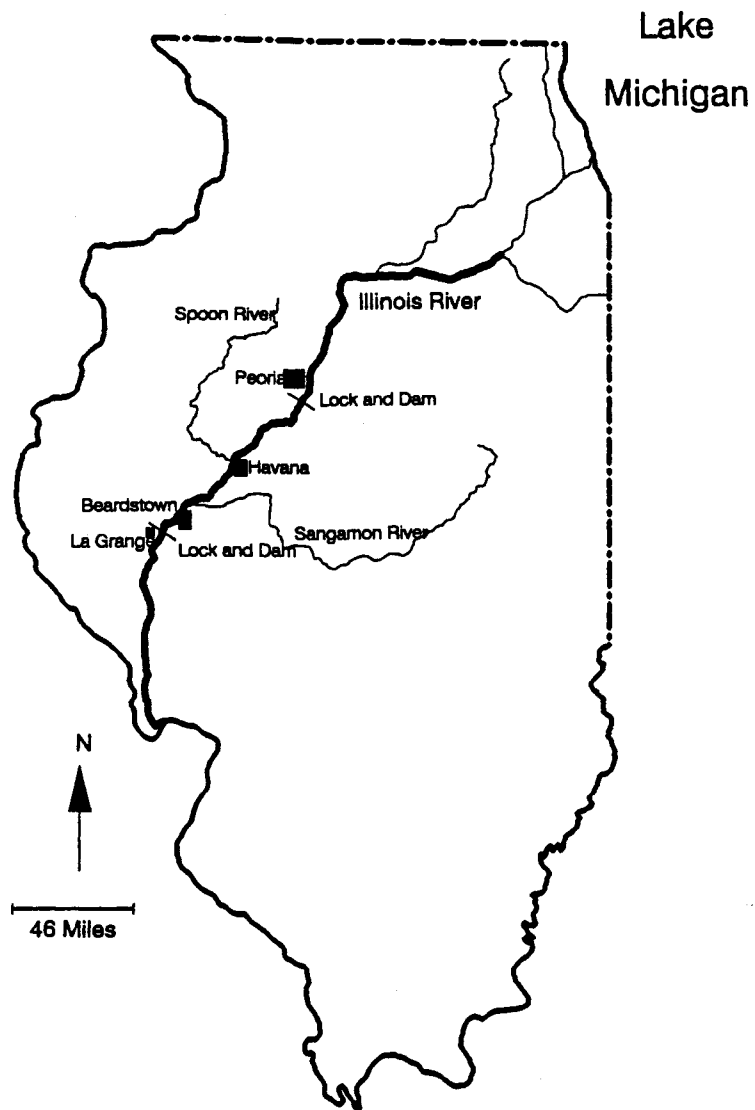 Lake
Michigan
Illinois River
Spoon River
Peoria
Lock and Dam
Havana
Beardstown
Sangamon River
La Grange
Lock and Dam
N
46 Miles